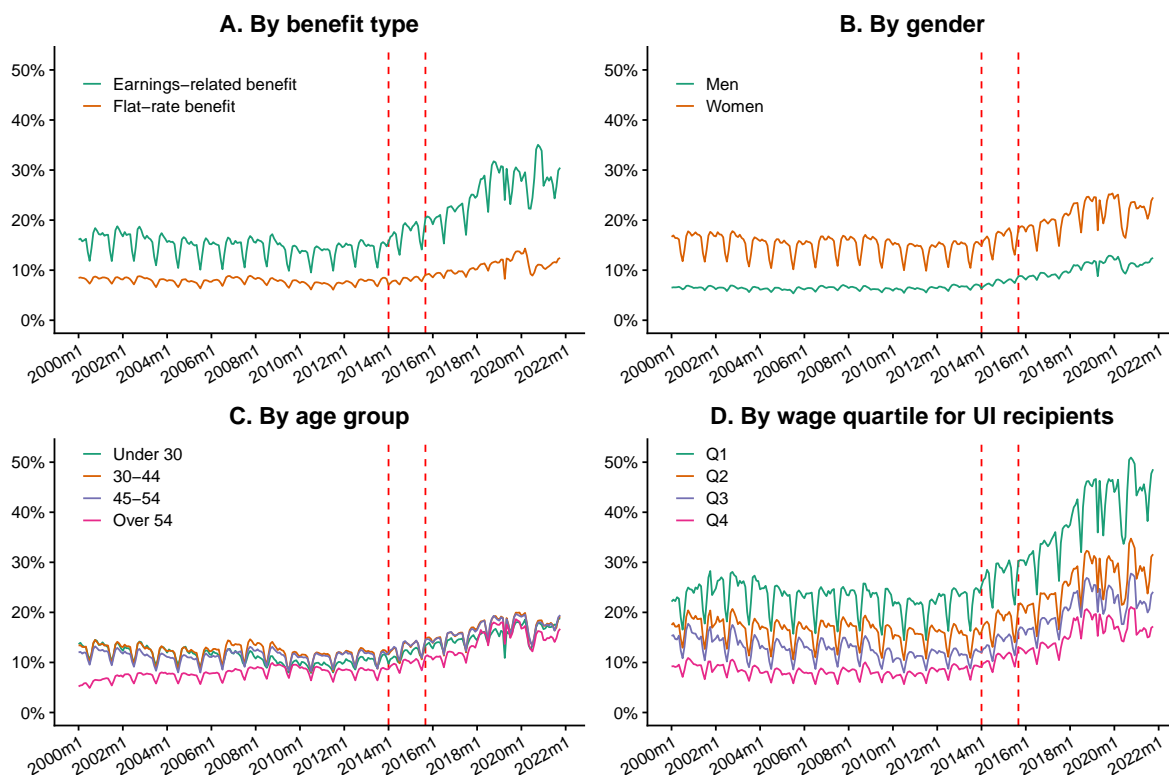 A. By benefit type
50%
40%
30%
20%
10%
0%
Earnings−related benefit
Flat−rate benefit
2000m1
2002m1
2004m1
2006m1
2008m1
2010m1
2012m1
2014m1
2016m1
2018m1
2020m1
2022m1
B. By gender
50%
40%
30%
20%
10%
0%
Men
Women
2000m1
2002m1
2004m1
2006m1
2008m1
2010m1
2012m1
2014m1
2016m1
2018m1
2020m1
2022m1
C. By age group
50%
40%
30%
20%
10%
0%
Under 30
30−44
45−54
Over 54
2000m1
2002m1
2004m1
2006m1
2008m1
2010m1
2012m1
2014m1
2016m1
2018m1
2020m1
2022m1
D. By wage quartile for UI recipients
50%
40%
30%
20%
10%
0%
Q1
Q2
Q3
Q4
2000m1
2002m1
2004m1
2006m1
2008m1
2010m1
2012m1
2014m1
2016m1
2018m1
2020m1
2022m1